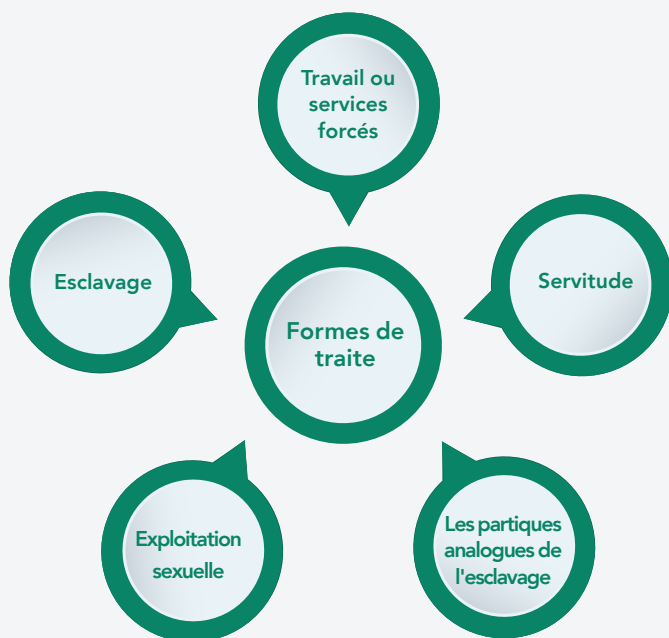 Travail ou
services
forcés
Esclavage
Servitude
Formes de
traite
Exploitation
sexuelle
Les partiques
analogues de
l'esclavage